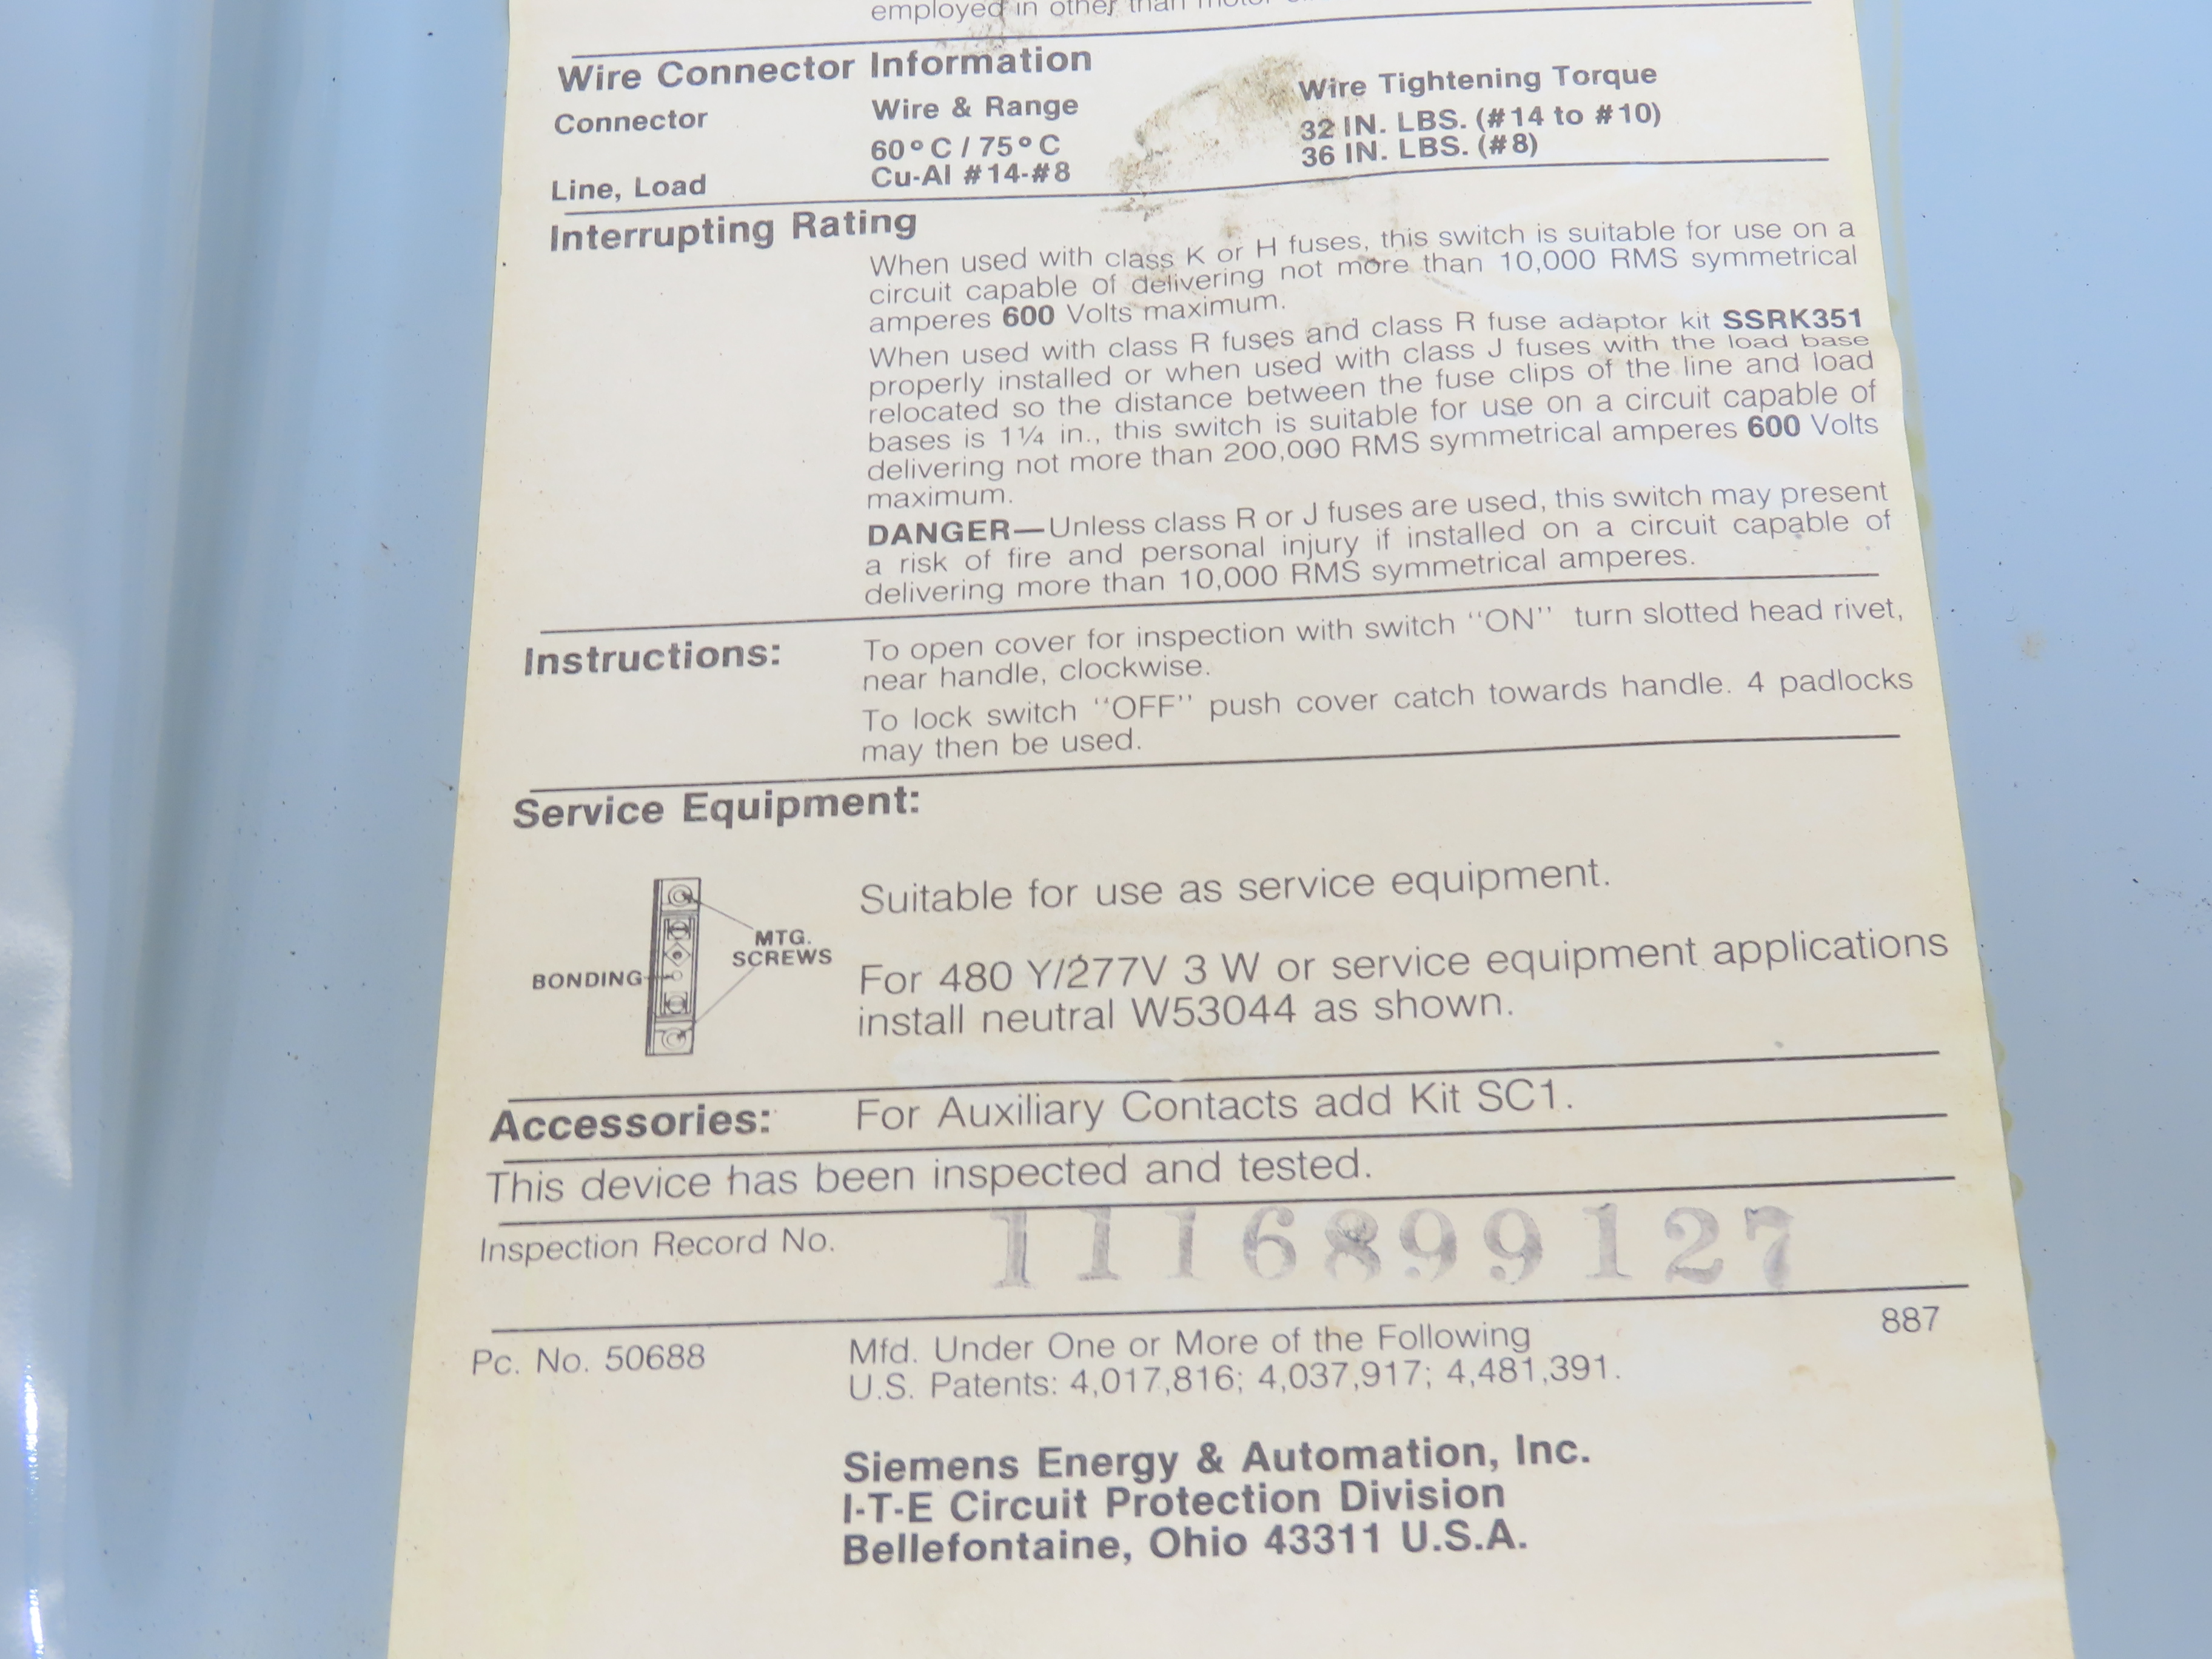 employed in other than
Wire Connector Information
Connector Wire & Range Wire Tightening Torque
60°C / 75°C 32 IN. LBS. (#14 to #10)
Line, Load Cu-Al #14-#8 36 IN. LBS. (#8)
Interrupting Rating
When used with class K or H fuses, this switch is suitable for use on a
circuit capable of delivering not more than 10,000 RMS symmetrical
amperes 600 Volts maximum.
When used with class R fuses and class R fuse adaptor kit SSRK351
properly installed or when used with class J fuses with the load base
relocated so the distance between the fuse clips of the line and load
bases is 1¼ in., this switch is suitable for use on a circuit capable of
delivering not more than 200,000 RMS symmetrical amperes 600 Volts
maximum.
DANGER—Unless class R or J fuses are used, this switch may present
a risk of fire and personal injury if installed on a circuit capable of
delivering more than 10,000 RMS symmetrical amperes.
Instructions: To open cover for inspection with switch "ON" turn slotted head rivet,
near handle, clockwise.
To lock switch "OFF" push cover catch towards handle. 4 padlocks
may then be used.
Service Equipment:
Suitable for use as service equipment.
MTG.
SCREWS
BONDING
For 480 Y/277V 3 W or service equipment applications
install neutral W53044 as shown.
Accessories: For Auxiliary Contacts add Kit SC1.
This device has been inspected and tested.
Inspection Record No. 1116899127
887
Pc. No. 50688 Mfd. Under One or More of the Following
U.S. Patents: 4,017,816; 4,037,917; 4,481,391.
Siemens Energy & Automation, Inc.
I-T-E Circuit Protection Division
Bellefontaine, Ohio 43311 U.S.A.